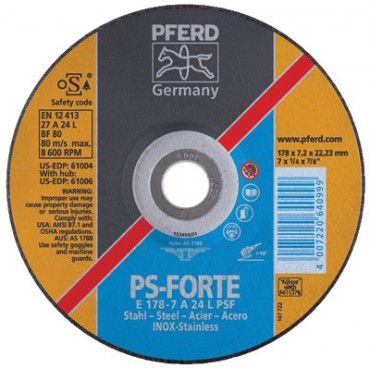 PFERD
Germany
oSA
Safety code
EN 12 413
27 A 24 L
BF 80
80 m/s max.
8 600 RPM
US-EDP: 61004
With hub:
US-EDP: 61006
Improper use may
cause property damage
or serious injuries.
Comply with:
USA: ANSI B7.1 and
OSHA regulations.
AUS: AS 1788
Use safety goggles
and machine guards.
www.pferd.com
178 x 7,2 x 22,23 mm
7 x 1/4 x 7/8"
4 007220 640999
PS-FORTE
E 178-7 A 24 L PSF
Stahl – Steel – Acier – Acero
INOX-Stainless